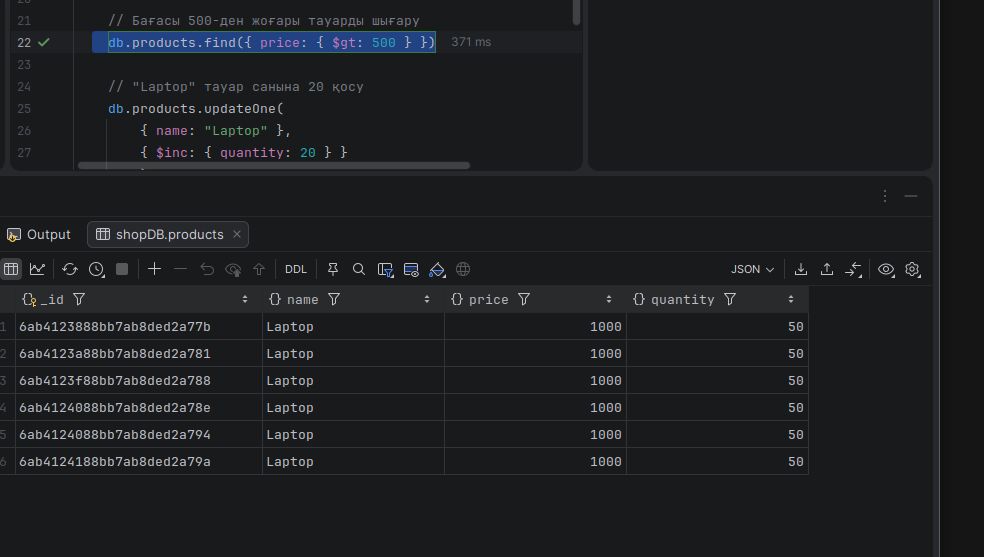 21 // Бағасы 500-ден жоғары тауарды шығару
22 db.products.find({ price: { $gt: 500 } }) 371 ms
23
24 // "Laptop" тауар санына 20 қосу
25 db.products.updateOne(
26 { name: "Laptop" },
27 { $inc: { quantity: 20 } }
Output shopDB.products
DDL JSON
_id name price quantity
1 6ab4123888bb7ab8ded2a77b Laptop 1000 50
2 6ab4123a88bb7ab8ded2a781 Laptop 1000 50
3 6ab4123f88bb7ab8ded2a788 Laptop 1000 50
4 6ab4124088bb7ab8ded2a78e Laptop 1000 50
5 6ab4124088bb7ab8ded2a794 Laptop 1000 50
6 6ab4124188bb7ab8ded2a79a Laptop 1000 50